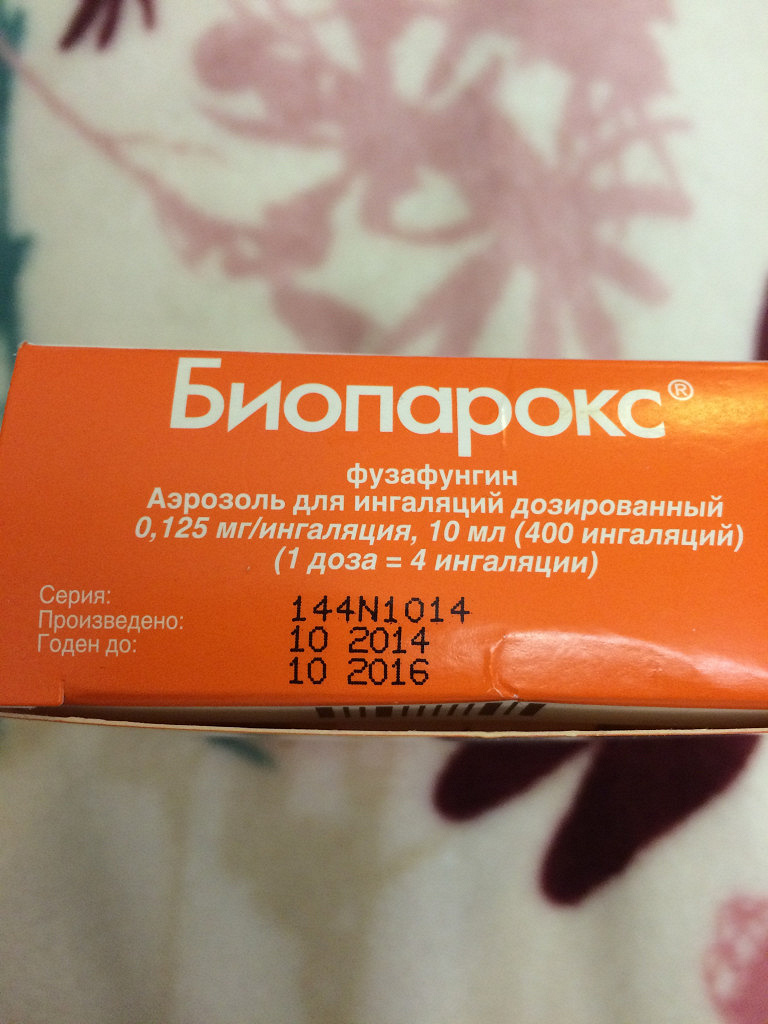 Биопарокс®
фузафунгин
Аэрозоль для ингаляций дозированный
0,125 мг/ингаляция, 10 мл (400 ингаляций)
(1 доза = 4 ингаляции)
Серия: 144N1014
Произведено: 10 2014
Годен до: 10 2016